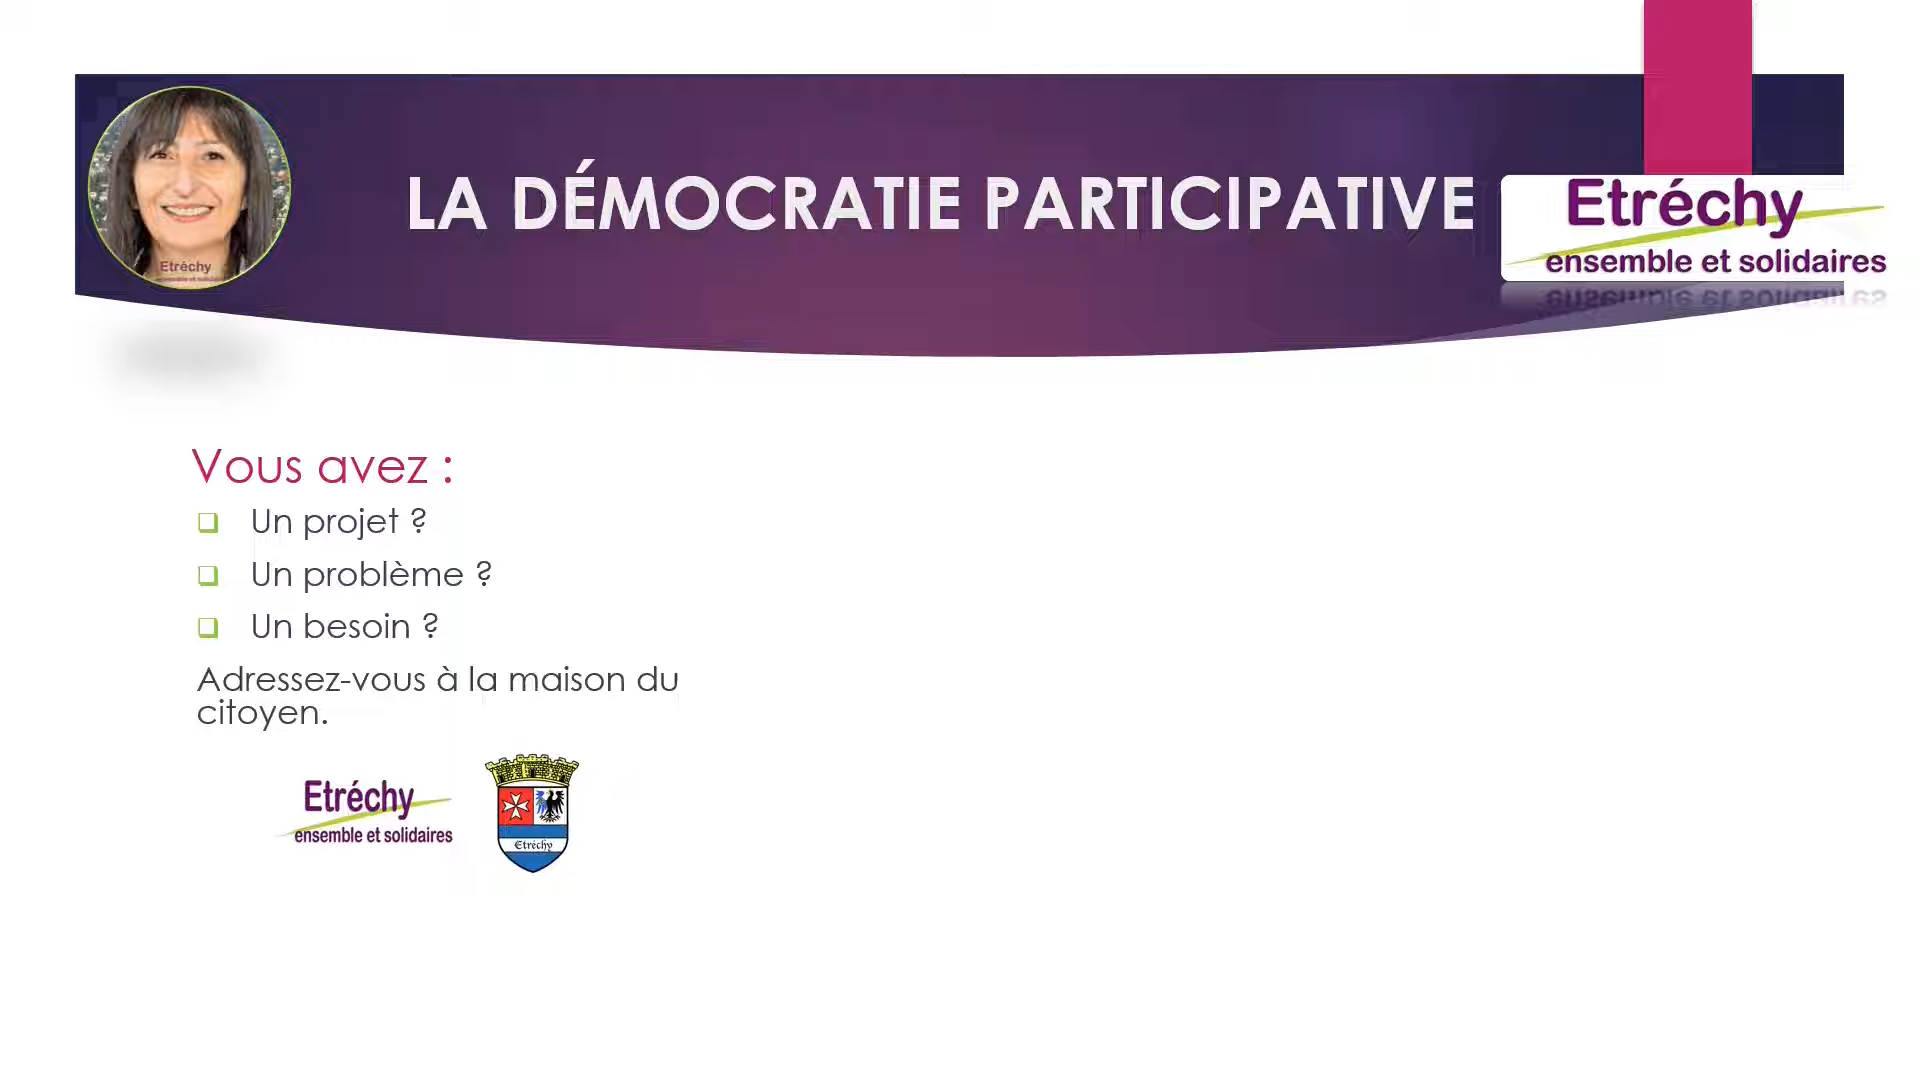 LA DÉMOCRATIE PARTICIPATIVE
Etréchy
ensemble et solidaires
Etréchy
Vous avez :
Un projet ?
Un problème ?
Un besoin ?
Adressez-vous à la maison du
citoyen.
Etréchy
ensemble et solidaires
Etréchy